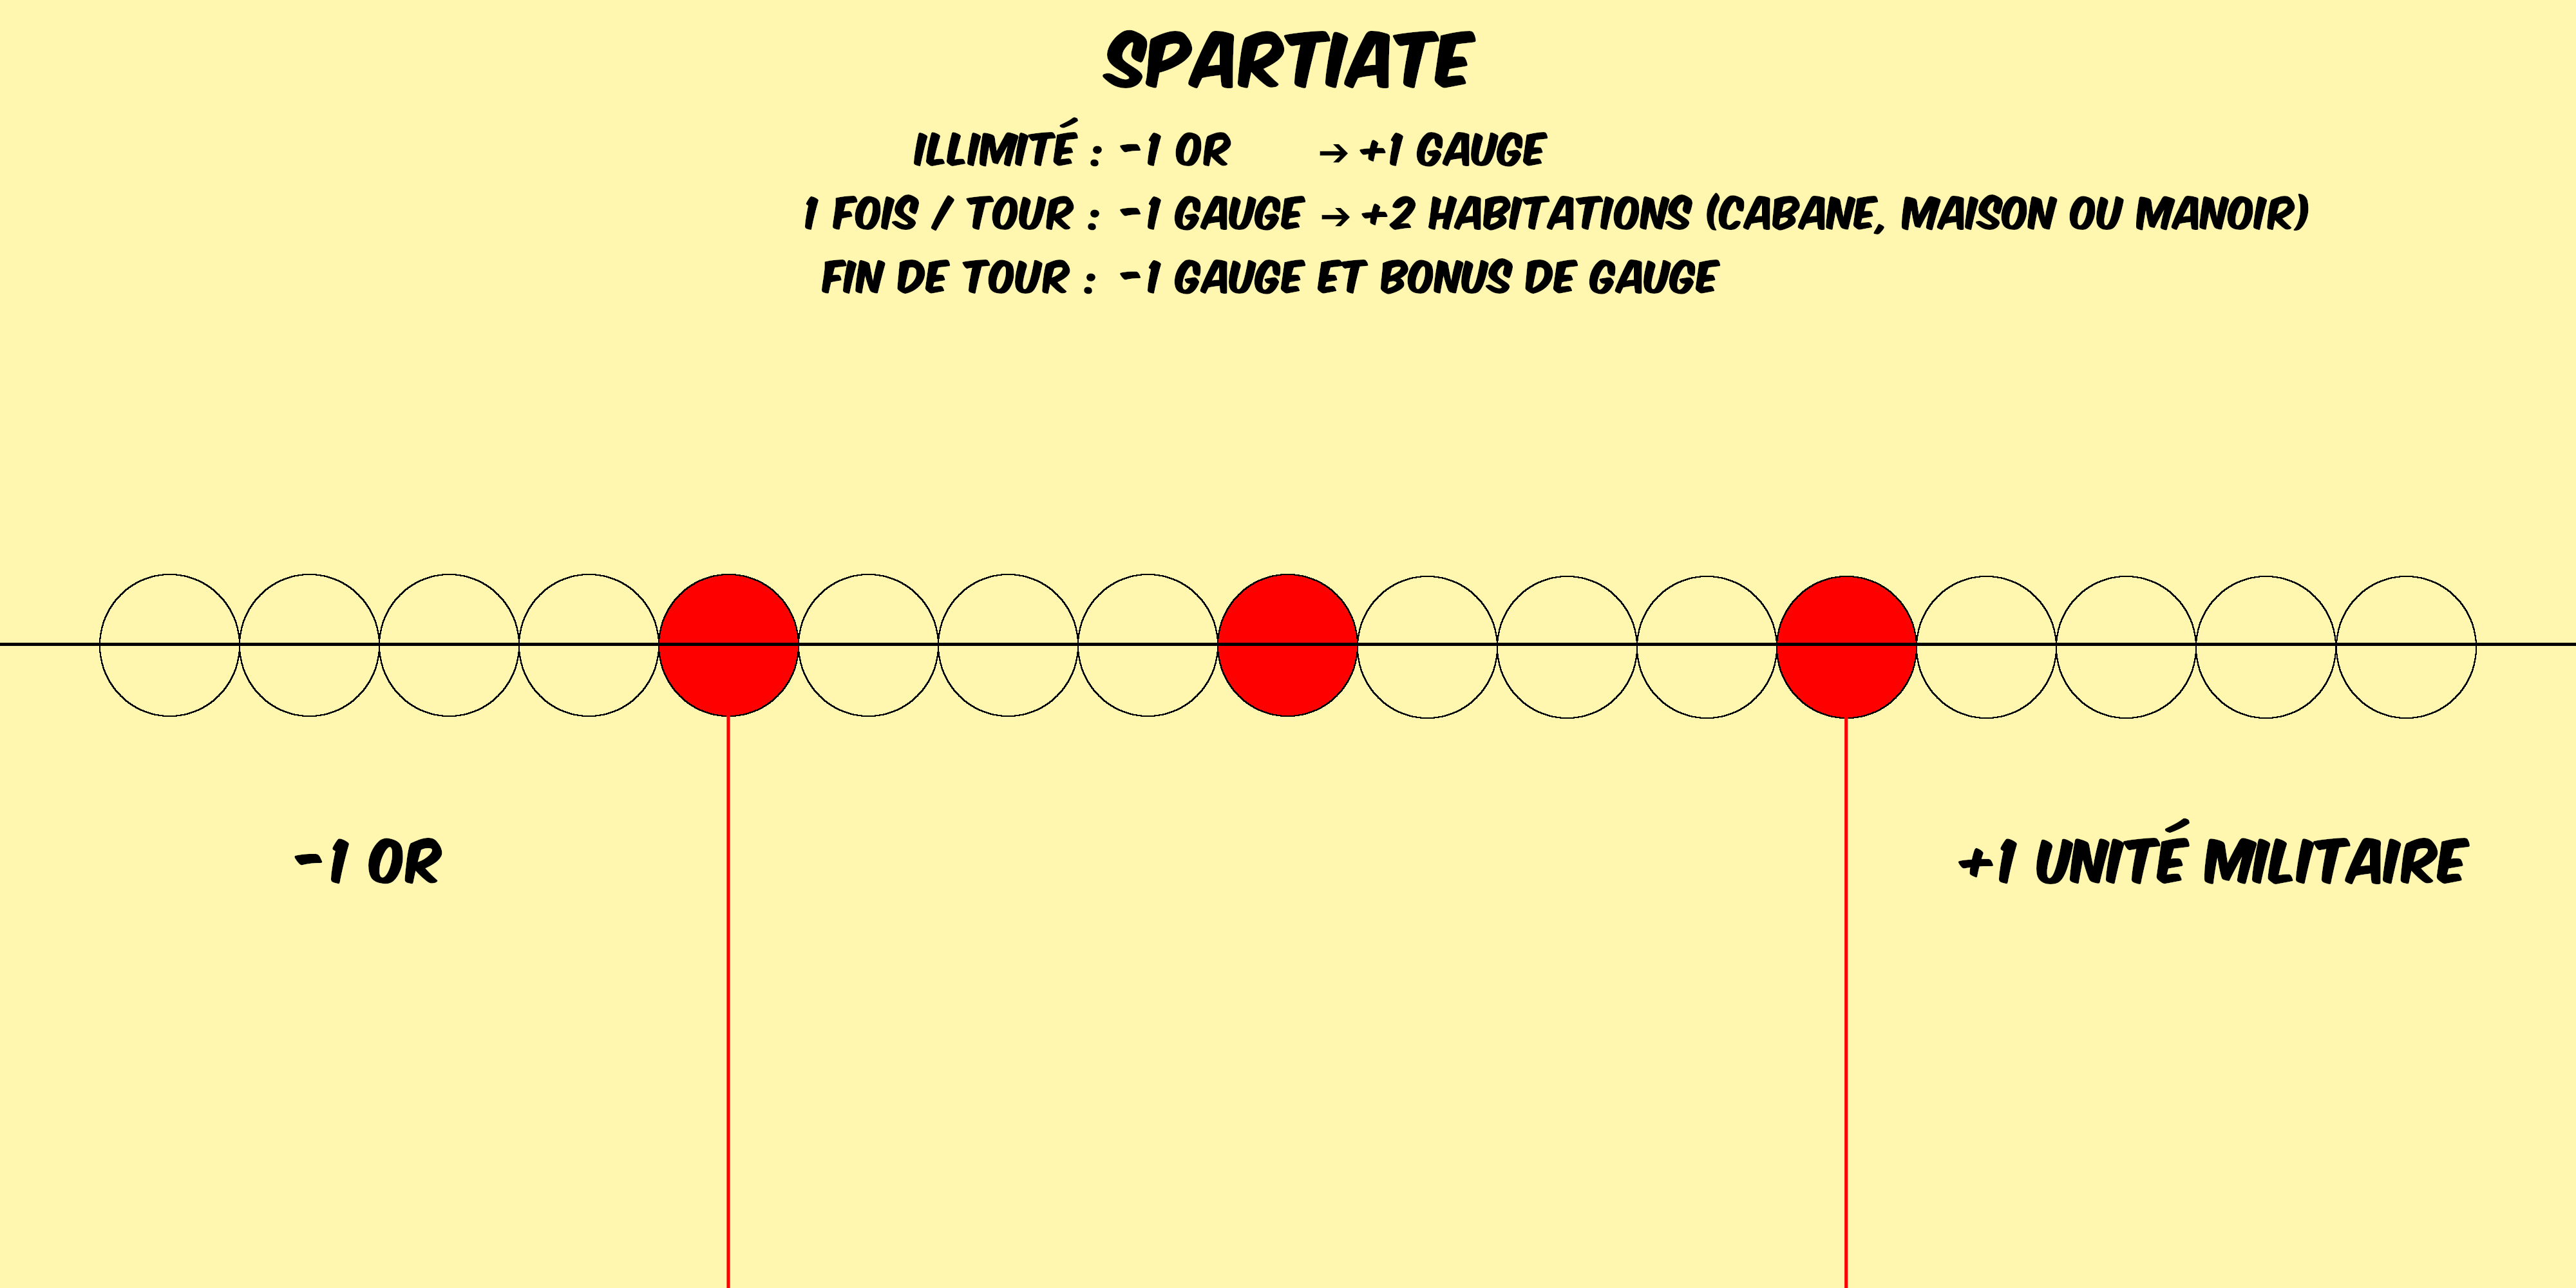 SPARTIATE
ILLIMITÉ : -1 OR → +1 GAUGE
1 FOIS / TOUR : -1 GAUGE → +2 HABITATIONS (CABANE, MAISON OU MANOIR)
FIN DE TOUR : -1 GAUGE ET BONUS DE GAUGE
-1 OR
+1 UNITÉ MILITAIRE